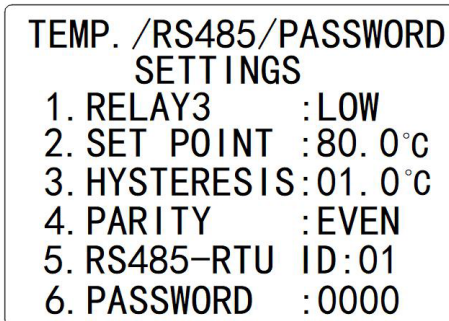 TEMP./RS485/PASSWORD
SETTINGS
1. RELAY3 :LOW
2. SET POINT :80.0°C
3. HYSTERESIS:01.0°C
4. PARITY :EVEN
5. RS485-RTU ID:01
6. PASSWORD :0000